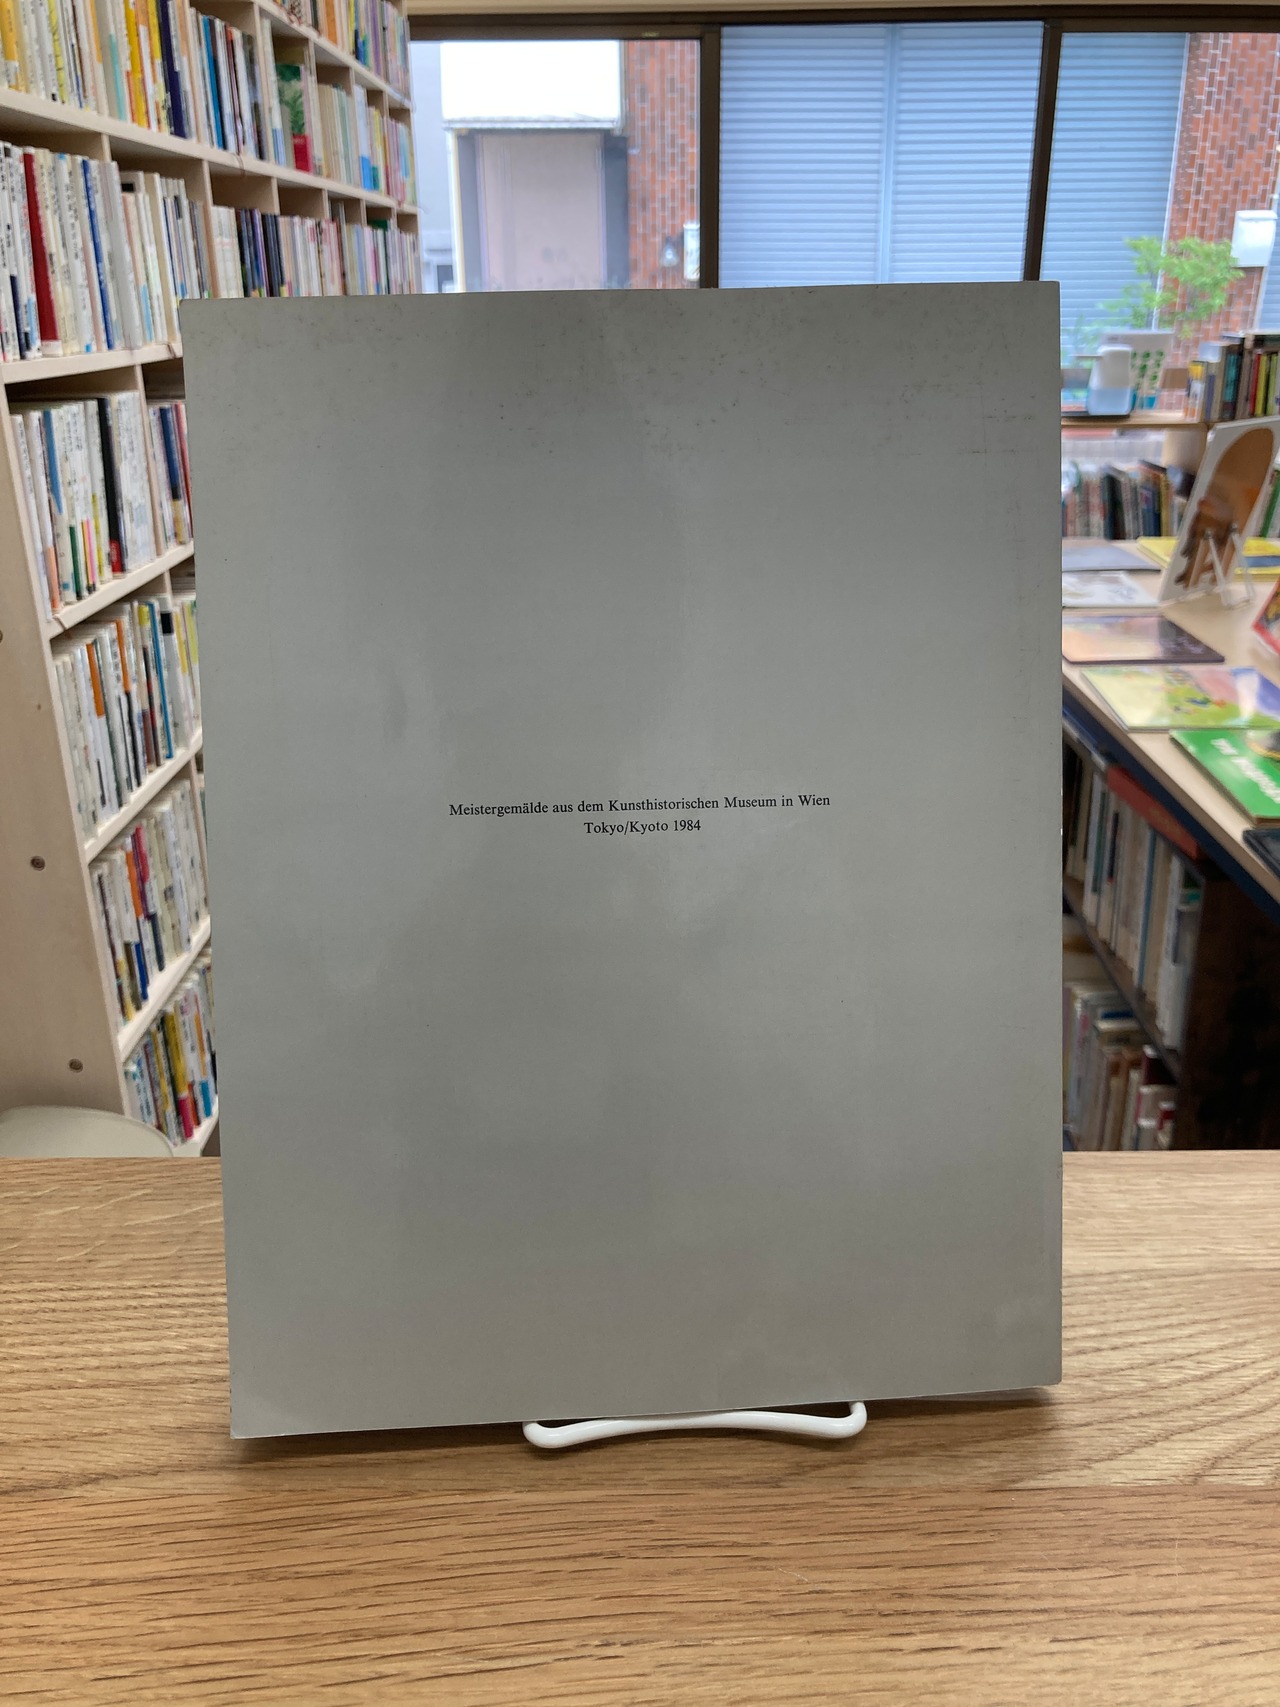 Meistergemälde aus dem Kunsthistorischen Museum in Wien
Tokyo/Kyoto 1984